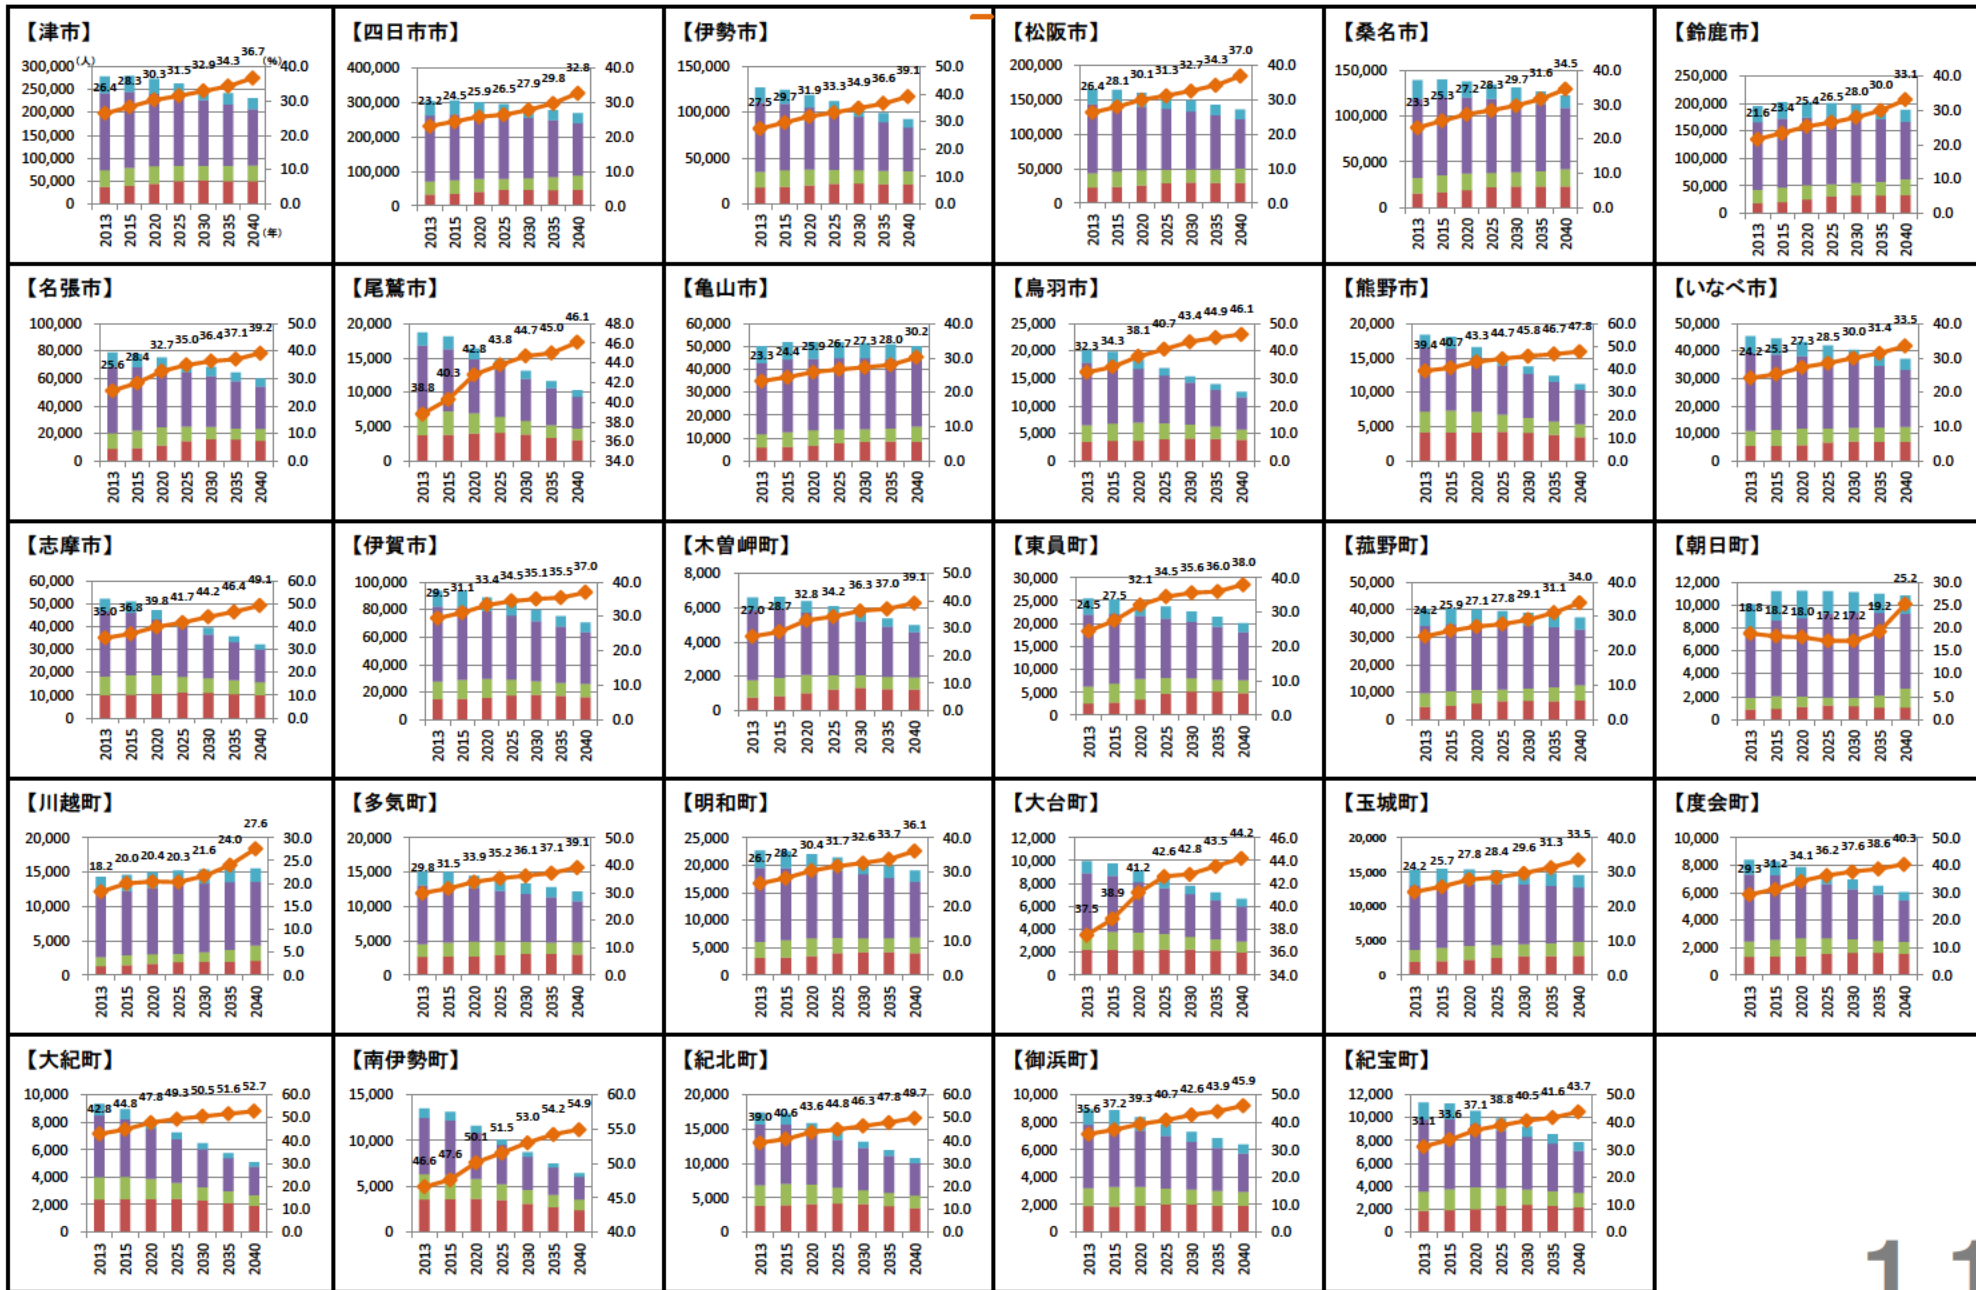 【津市】
(人) (%)
26.4 28.3 30.3 31.5 32.9 34.3 36.7
300,000 250,000 200,000 150,000 100,000 50,000 0
40.0 30.0 20.0 10.0 0.0
2013 2015 2020 2025 2030 2035 2040 (年)
【四日市市】
23.2 24.5 25.9 26.5 27.9 29.8 32.8
400,000 300,000 200,000 100,000 0
40.0 30.0 20.0 10.0 0.0
2013 2015 2020 2025 2030 2035 2040
【伊勢市】
27.5 29.7 31.9 33.3 34.9 36.6 39.1
150,000 100,000 50,000 0
50.0 40.0 30.0 20.0 10.0 0.0
2013 2015 2020 2025 2030 2035 2040
【松阪市】
26.4 28.1 30.1 31.3 32.7 34.3 37.0
200,000 150,000 100,000 50,000 0
40.0 30.0 20.0 10.0 0.0
2013 2015 2020 2025 2030 2035 2040
【桑名市】
23.3 25.3 27.2 28.3 29.7 31.6 34.5
150,000 100,000 50,000 0
40.0 30.0 20.0 10.0 0.0
2013 2015 2020 2025 2030 2035 2040
【鈴鹿市】
21.6 23.4 25.4 26.5 28.0 30.0 33.1
250,000 200,000 150,000 100,000 50,000 0
40.0 30.0 20.0 10.0 0.0
2013 2015 2020 2025 2030 2035 2040
【名張市】
25.6 28.4 32.7 35.0 36.4 37.1 39.2
100,000 80,000 60,000 40,000 20,000 0
50.0 40.0 30.0 20.0 10.0 0.0
2013 2015 2020 2025 2030 2035 2040
【尾鷲市】
38.8 40.3 42.8 43.8 44.7 45.0 46.1
20,000 15,000 10,000 5,000 0
48.0 46.0 44.0 42.0 40.0 38.0 36.0 34.0
2013 2015 2020 2025 2030 2035 2040
【亀山市】
23.3 24.4 25.9 26.7 27.3 28.0 30.2
60,000 50,000 40,000 30,000 20,000 10,000 0
40.0 30.0 20.0 10.0 0.0
2013 2015 2020 2025 2030 2035 2040
【鳥羽市】
32.3 34.3 38.1 40.7 43.4 44.9 46.1
25,000 20,000 15,000 10,000 5,000 0
50.0 40.0 30.0 20.0 10.0 0.0
2013 2015 2020 2025 2030 2035 2040
【熊野市】
39.4 40.7 43.3 44.7 45.8 46.7 47.8
20,000 15,000 10,000 5,000 0
60.0 50.0 40.0 30.0 20.0 10.0 0.0
2013 2015 2020 2025 2030 2035 2040
【いなべ市】
24.2 25.3 27.3 28.5 30.0 31.4 33.5
50,000 40,000 30,000 20,000 10,000 0
40.0 30.0 20.0 10.0 0.0
2013 2015 2020 2025 2030 2035 2040
【志摩市】
35.0 36.8 39.8 41.7 44.2 46.4 49.1
60,000 50,000 40,000 30,000 20,000 10,000 0
60.0 50.0 40.0 30.0 20.0 10.0 0.0
2013 2015 2020 2025 2030 2035 2040
【伊賀市】
29.5 31.1 33.4 34.5 35.1 35.5 37.0
100,000 80,000 60,000 40,000 20,000 0
40.0 30.0 20.0 10.0 0.0
2013 2015 2020 2025 2030 2035 2040
【木曽岬町】
27.0 28.7 32.8 34.1 36.3 37.0 39.1
8,000 6,000 4,000 2,000 0
50.0 40.0 30.0 20.0 10.0 0.0
2013 2015 2020 2025 2030 2035 2040
【東員町】
24.5 27.5 32.1 34.5 35.6 36.0 38.0
30,000 25,000 20,000 15,000 10,000 5,000 0
40.0 30.0 20.0 10.0 0.0
2013 2015 2020 2025 2030 2035 2040
【菰野町】
24.2 25.9 27.1 27.8 29.1 31.1 34.0
50,000 40,000 30,000 20,000 10,000 0
40.0 30.0 20.0 10.0 0.0
2013 2015 2020 2025 2030 2035 2040
【朝日町】
18.8 18.2 18.0 17.2 17.2 19.2 25.2
12,000 10,000 8,000 6,000 4,000 2,000 0
30.0 25.0 20.0 15.0 10.0 5.0 0.0
2013 2015 2020 2025 2030 2035 2040
【川越町】
18.2 20.0 20.4 20.3 21.6 24.0 27.6
20,000 15,000 10,000 5,000 0
30.0 25.0 20.0 15.0 10.0 5.0 0.0
2013 2015 2020 2025 2030 2035 2040
【多気町】
29.8 31.5 33.9 35.2 36.1 37.1 39.1
20,000 15,000 10,000 5,000 0
50.0 40.0 30.0 20.0 10.0 0.0
2013 2015 2020 2025 2030 2035 2040
【明和町】
26.7 28.2 30.4 31.7 32.6 33.7 36.1
25,000 20,000 15,000 10,000 5,000 0
40.0 30.0 20.0 10.0 0.0
2013 2015 2020 2025 2030 2035 2040
【大台町】
37.5 38.9 41.2 42.6 42.8 43.5 44.2
12,000 10,000 8,000 6,000 4,000 2,000 0
46.0 44.0 42.0 40.0 38.0 36.0 34.0
2013 2015 2020 2025 2030 2035 2040
【玉城町】
24.2 25.7 27.8 28.4 29.6 31.3 33.5
20,000 15,000 10,000 5,000 0
40.0 30.0 20.0 10.0 0.0
2013 2015 2020 2025 2030 2035 2040
【度会町】
29.3 31.2 34.1 36.2 37.6 38.6 40.3
10,000 8,000 6,000 4,000 2,000 0
50.0 40.0 30.0 20.0 10.0 0.0
2013 2015 2020 2025 2030 2035 2040
【大紀町】
42.8 44.8 47.8 49.3 50.5 51.6 52.7
10,000 8,000 6,000 4,000 2,000 0
60.0 50.0 40.0 30.0 20.0 10.0 0.0
2013 2015 2020 2025 2030 2035 2040
【南伊勢町】
46.6 47.6 50.1 51.5 53.0 54.2 54.9
15,000 10,000 5,000 0
60.0 55.0 50.0 45.0 40.0
2013 2015 2020 2025 2030 2035 2040
【紀北町】
39.0 40.6 43.6 44.8 46.3 47.8 49.7
20,000 15,000 10,000 5,000 0
60.0 50.0 40.0 30.0 20.0 10.0 0.0
2013 2015 2020 2025 2030 2035 2040
【御浜町】
35.6 37.2 39.3 40.7 42.6 43.9 45.9
10,000 8,000 6,000 4,000 2,000 0
50.0 40.0 30.0 20.0 10.0 0.0
2013 2015 2020 2025 2030 2035 2040
【紀宝町】
31.1 33.6 37.1 38.8 40.5 41.6 43.7
12,000 10,000 8,000 6,000 4,000 2,000 0
50.0 40.0 30.0 20.0 10.0 0.0
2013 2015 2020 2025 2030 2035 2040
11